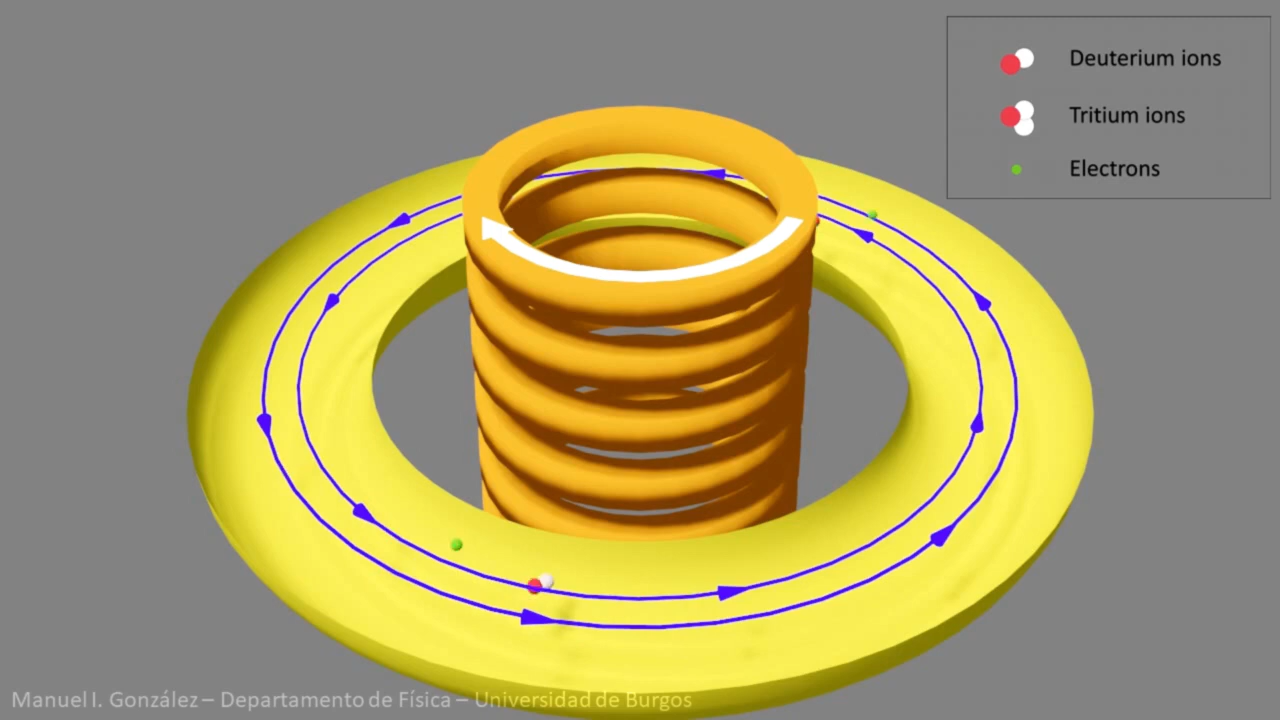 Deuterium ions
Tritium ions
Electrons
Manuel I. González – Departamento de Física – Universidad de Burgos